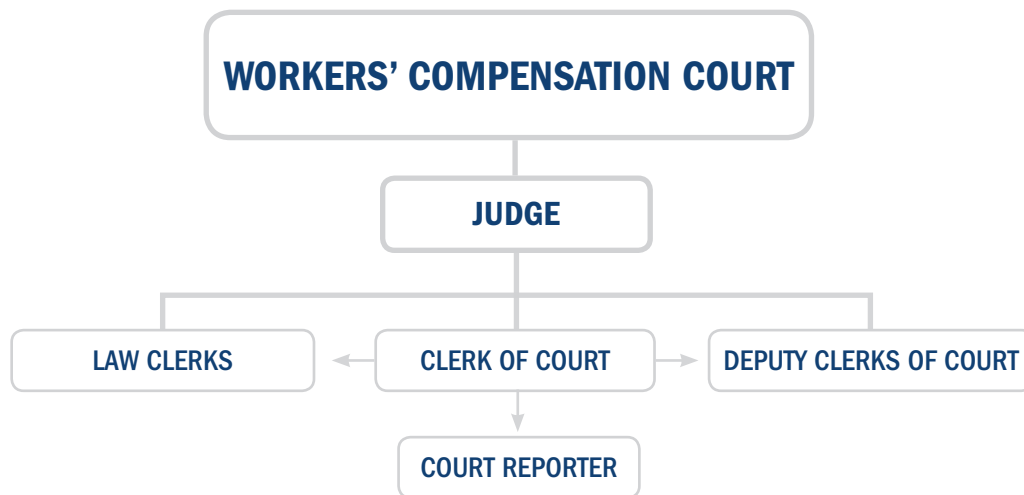 WORKERS’ COMPENSATION COURT
JUDGE
LAW CLERKS
CLERK OF COURT
DEPUTY CLERKS OF COURT
COURT REPORTER